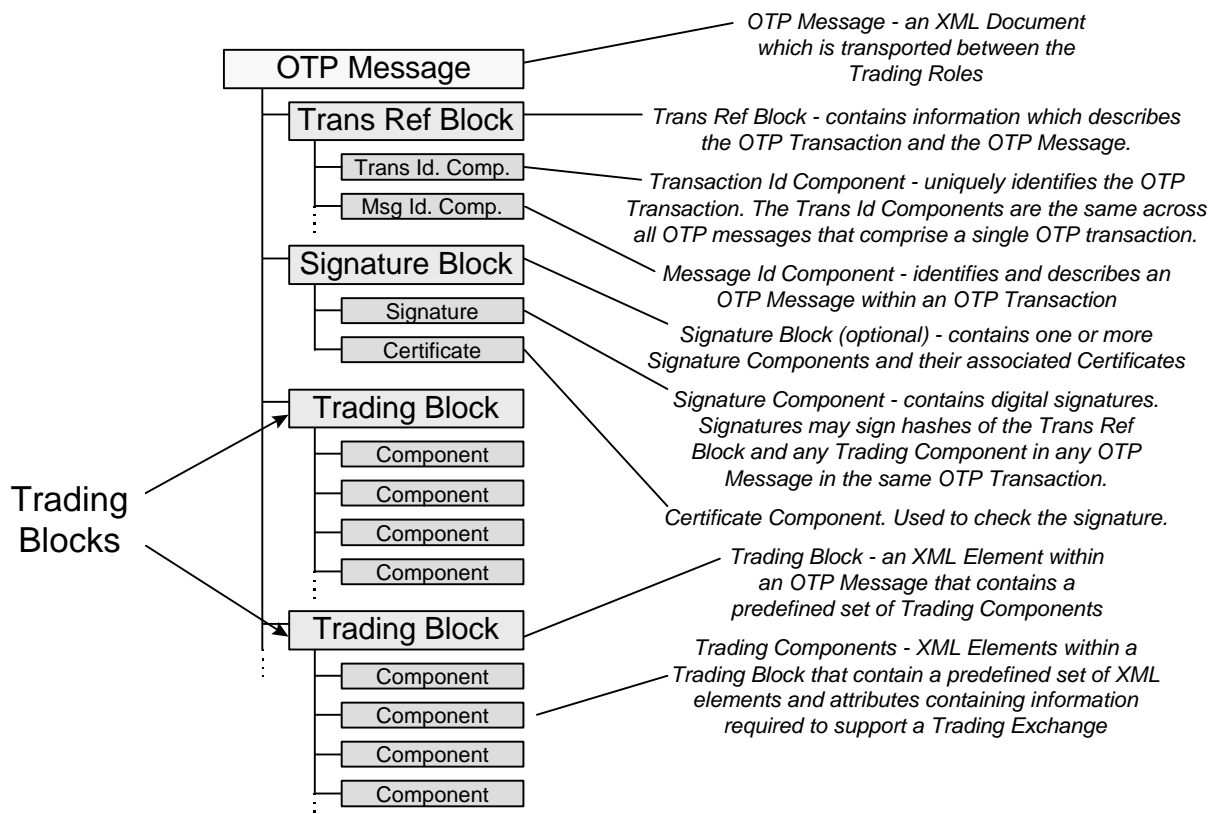 OTP Message
Trans Ref Block
Trans Id. Comp.
Msg Id. Comp.
Signature Block
Signature
Certificate
Trading Block
Component
Component
Component
Component
Trading Block
Component
Component
Component
Component
Trading
Blocks
OTP Message - an XML Document
which is transported between the
Trading Roles
Trans Ref Block - contains information which describes
the OTP Transaction and the OTP Message.
Transaction Id Component - uniquely identifies the OTP
Transaction. The Trans Id Components are the same across
all OTP messages that comprise a single OTP transaction.
Message Id Component - identifies and describes an
OTP Message within an OTP Transaction
Signature Block (optional) - contains one or more
Signature Components and their associated Certificates
Signature Component - contains digital signatures.
Signatures may sign hashes of the Trans Ref
Block and any Trading Component in any OTP
Message in the same OTP Transaction.
Certificate Component. Used to check the signature.
Trading Block - an XML Element within
an OTP Message that contains a
predefined set of Trading Components
Trading Components - XML Elements within a
Trading Block that contain a predefined set of XML
elements and attributes containing information
required to support a Trading Exchange